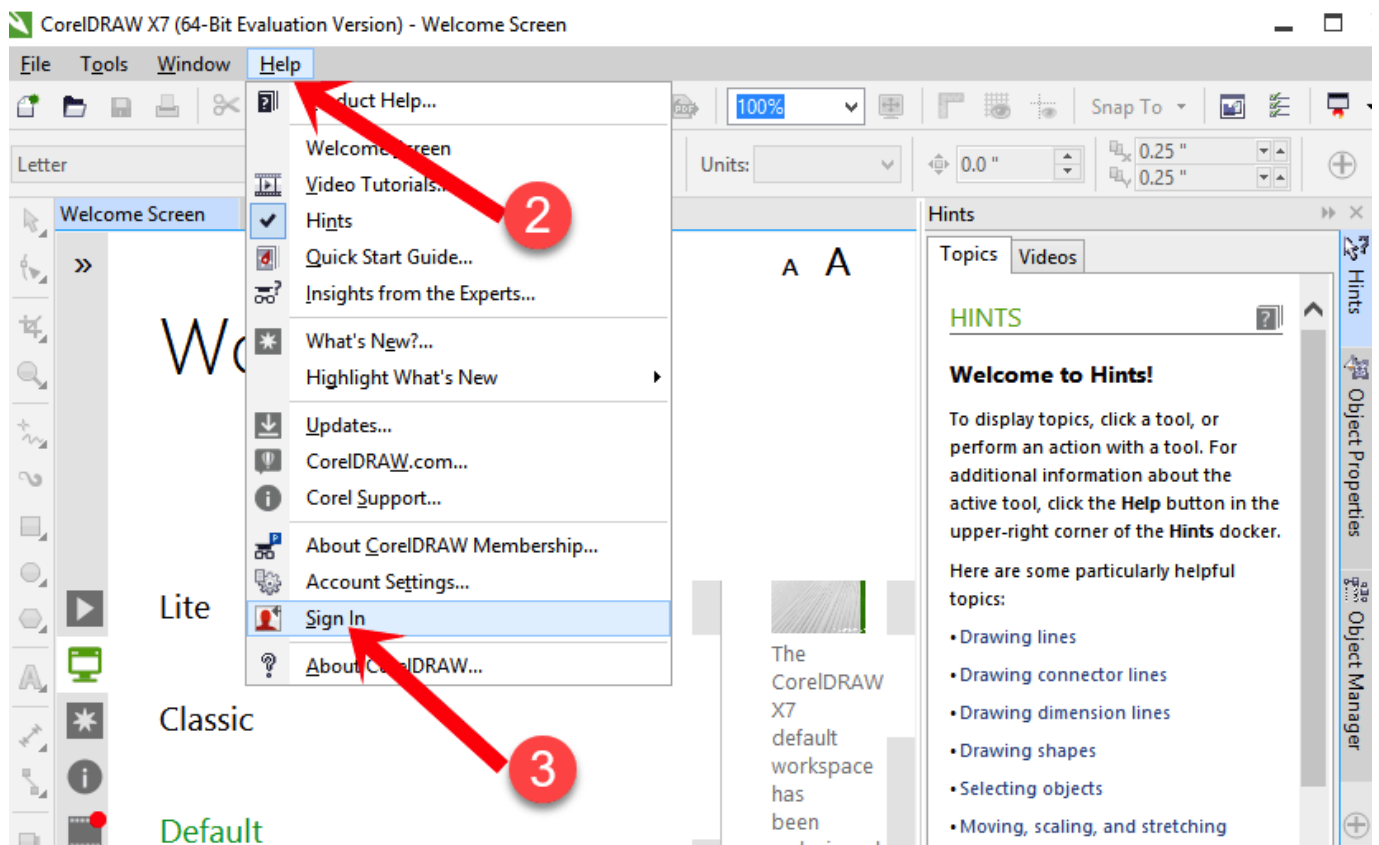 CorelDRAW X7 (64-Bit Evaluation Version) - Welcome Screen
File Tools Window Help
100%
Snap To
Letter
Units:
0.0 "
0.25 "
0.25 "
Product Help...
Welcome Screen
Video Tutorials...
Hints
Quick Start Guide...
Insights from the Experts...
What's New?...
Highlight What's New
Updates...
CorelDRAW.com...
Corel Support...
About CorelDRAW Membership...
Account Settings...
Sign In
About CorelDRAW...
2
3
Welcome Screen
A A
Lite
Classic
Default
The
CorelDRAW
X7
default
workspace
has
been
Hints
Topics Videos
HINTS
Welcome to Hints!
To display topics, click a tool, or
perform an action with a tool. For
additional information about the
active tool, click the Help button in the
upper-right corner of the Hints docker.
Here are some particularly helpful
topics:
• Drawing lines
• Drawing connector lines
• Drawing dimension lines
• Drawing shapes
• Selecting objects
• Moving, scaling, and stretching
Hints
Object Properties
Object Manager